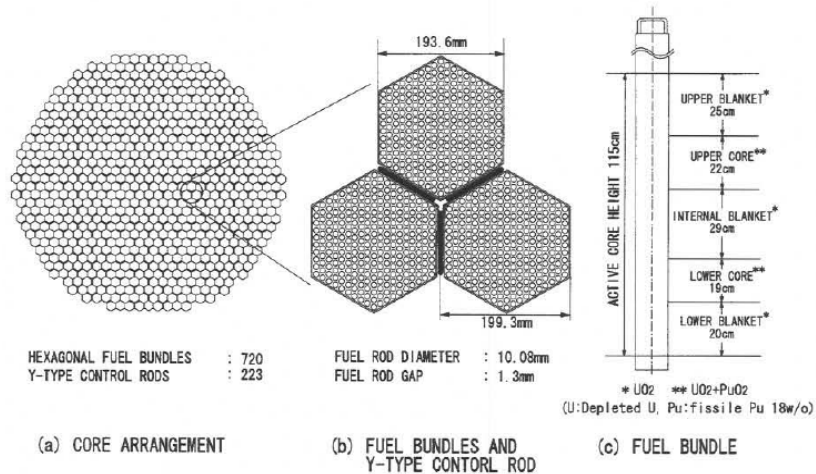 193.6mm
199.3mm
HEXAGONAL FUEL BUNDLES : 720
Y-TYPE CONTROL RODS : 223
FUEL ROD DIAMETER : 10.08mm
FUEL ROD GAP : 1.3mm
ACTIVE CORE HEIGHT 115cm
UPPER BLANKET*
25cm
UPPER CORE**
22cm
INTERNAL BLANKET*
29cm
LOWER CORE**
19cm
LOWER BLANKET*
20cm
* UO2 ** UO2+PuO2
(U:Depleted U, Pu:fissile Pu 18w/o)
(a) CORE ARRANGEMENT
(b) FUEL BUNDLES AND
Y-TYPE CONTORL ROD
(c) FUEL BUNDLE